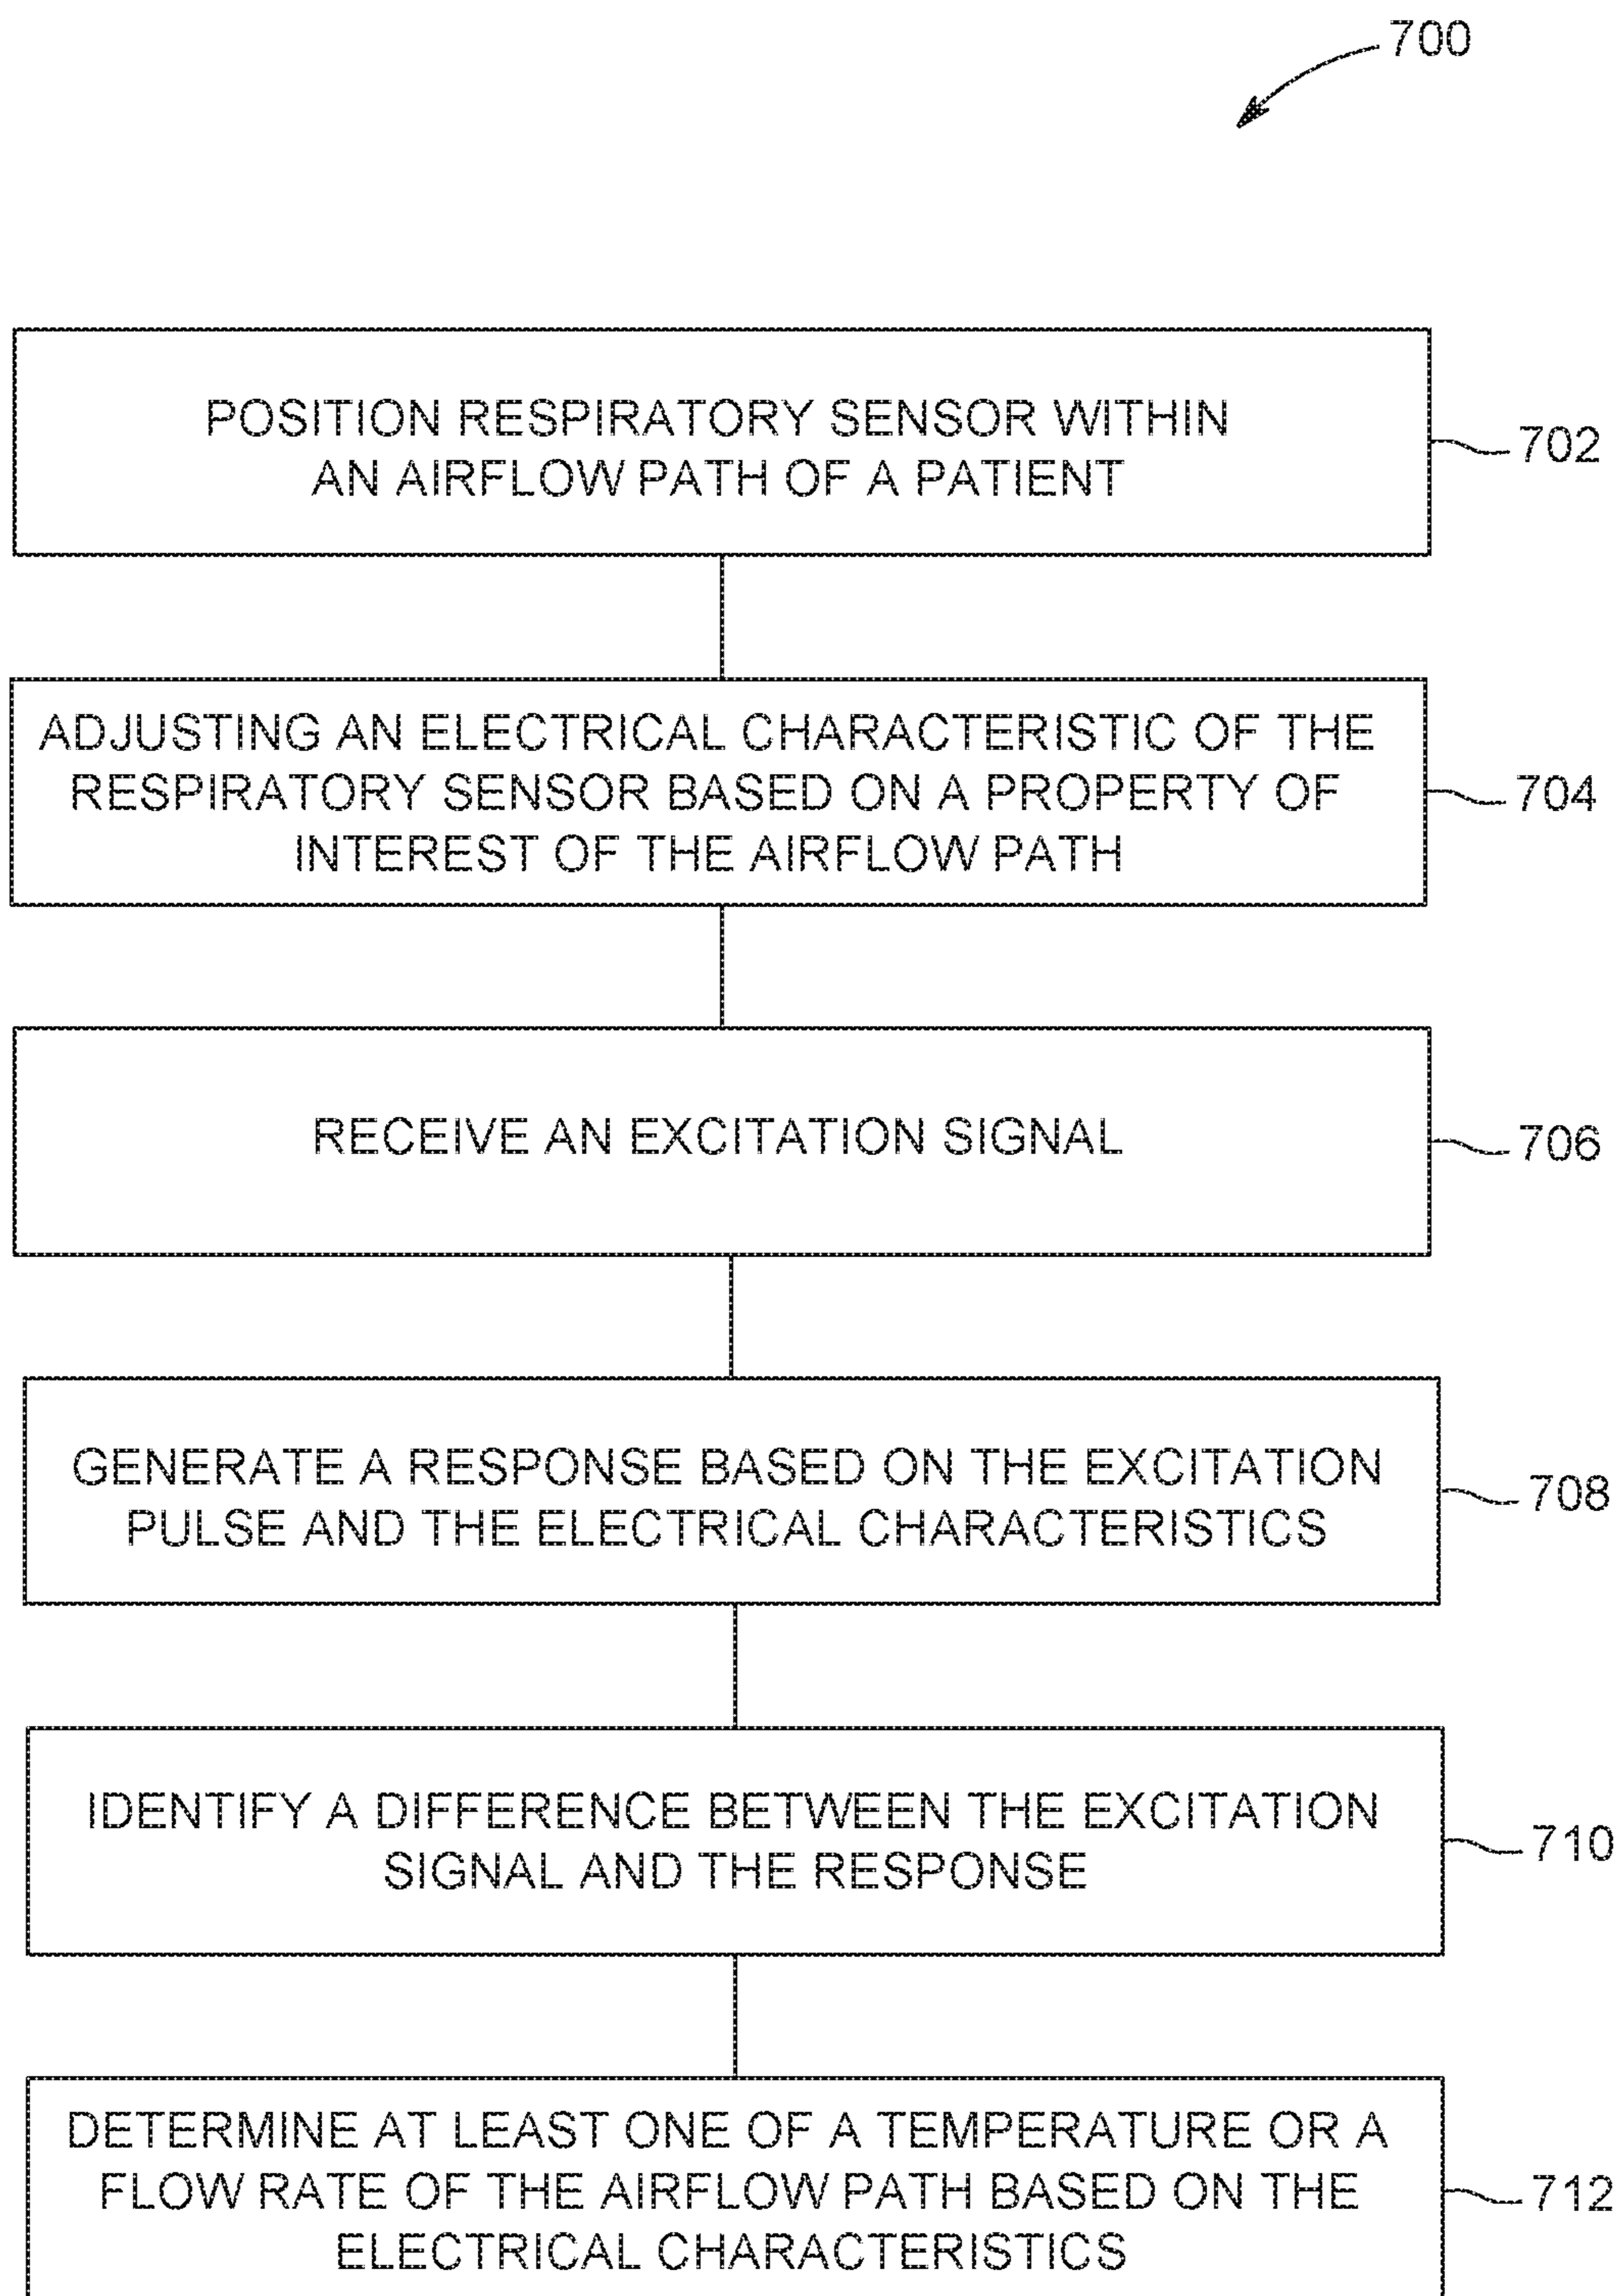 700
POSITION RESPIRATORY SENSOR WITHIN
AN AIRFLOW PATH OF A PATIENT
702
ADJUSTING AN ELECTRICAL CHARACTERISTIC OF THE
RESPIRATORY SENSOR BASED ON A PROPERTY OF
INTEREST OF THE AIRFLOW PATH
704
RECEIVE AN EXCITATION SIGNAL
706
GENERATE A RESPONSE BASED ON THE EXCITATION
PULSE AND THE ELECTRICAL CHARACTERISTICS
708
IDENTIFY A DIFFERENCE BETWEEN THE EXCITATION
SIGNAL AND THE RESPONSE
710
DETERMINE AT LEAST ONE OF A TEMPERATURE OR A
FLOW RATE OF THE AIRFLOW PATH BASED ON THE
ELECTRICAL CHARACTERISTICS
712